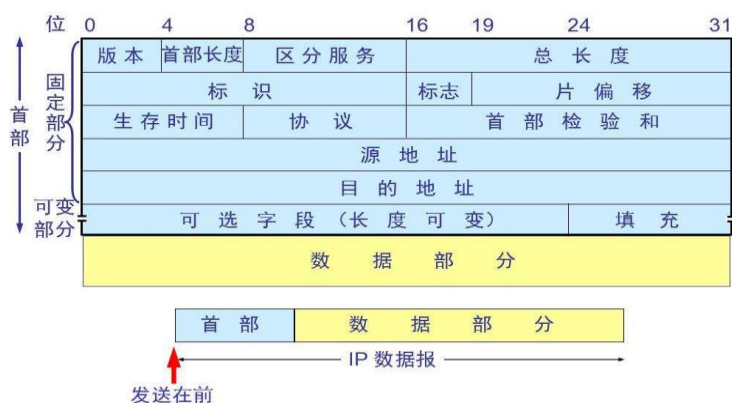 位 0 4 8 16 19 24 31
版本 首部长度 区分服务 总长度
标识 标志 片偏移
生存时间 协议 首部检验和
源地址
目的地址
可选字段（长度可变） 填充
数据部分
首部
固定部分
可变部分
首部 数据部分
IP 数据报
发送在前